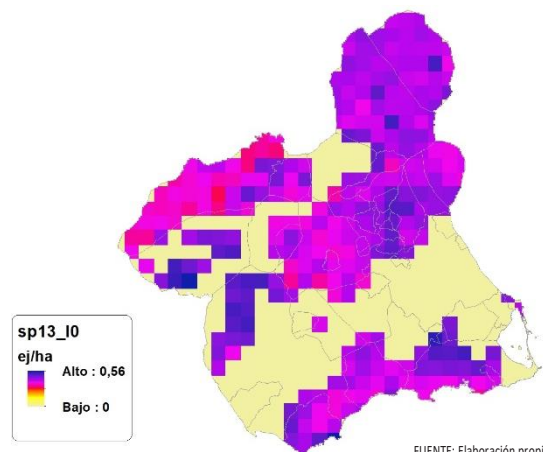 sp13_I0
ej/ha
Alto : 0,56
Bajo : 0
FUENTE: Elaboración propi